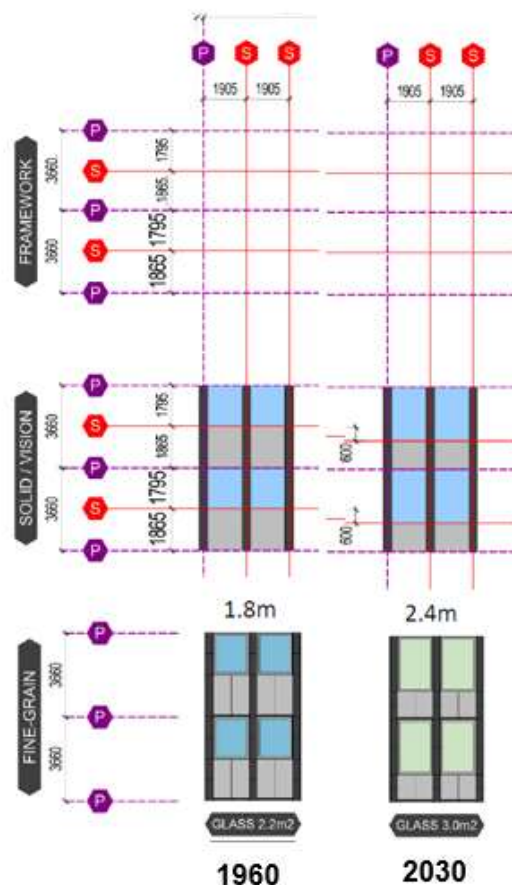 P S S P S S
1905 1905 1905 1905
P
1795
3660
S
1865
FRAMEWORK
P
1795
3660
S
1865
P
P
1795
3660
S
1865
600
SOLID / VISION
P
1795
3660
S
1865
600
P
1.8m 2.4m
P
3660
FINE-GRAIN
P
3660
P
GLASS 2.2m2 GLASS 3.0m2
1960 2030